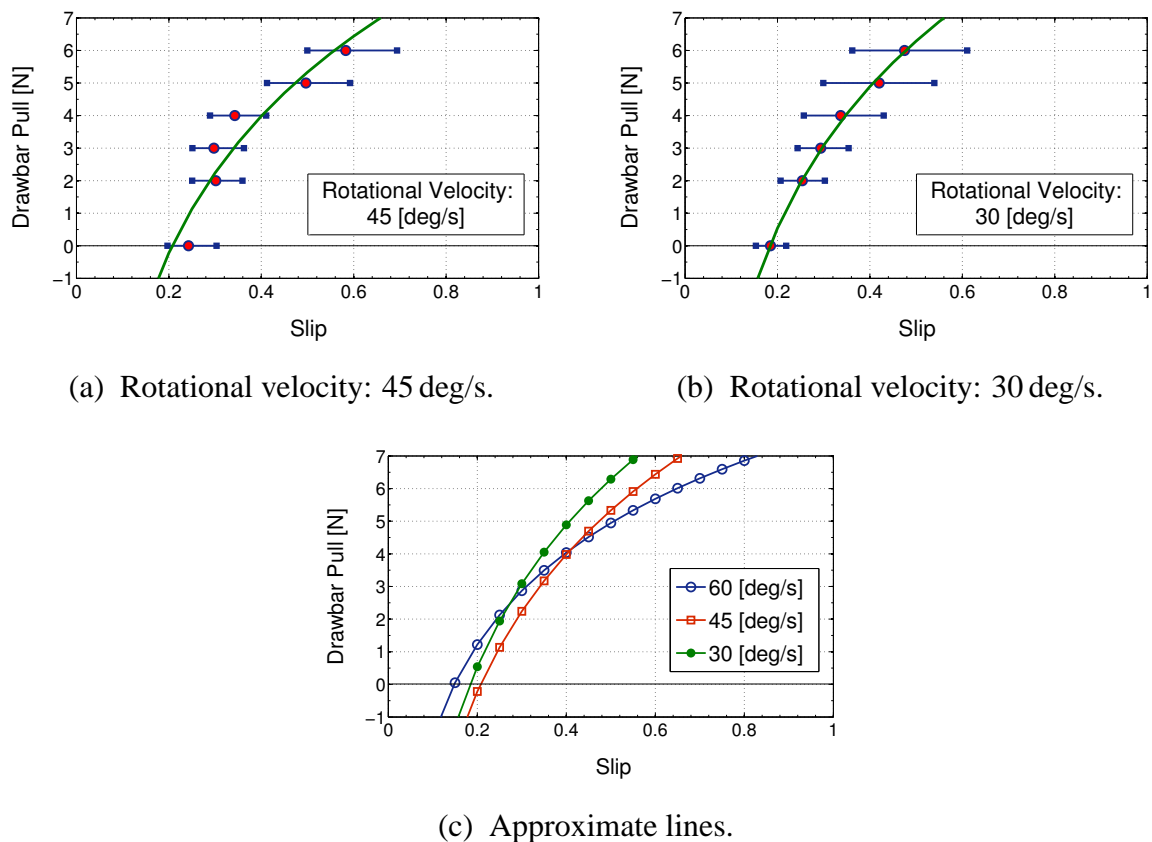 7
6
5
4
3
2
1
0
−1
0
0.2
0.4
0.6
0.8
1
Drawbar Pull [N]
Slip
Rotational Velocity:
45 [deg/s]
(a) Rotational velocity: 45 deg/s.
7
6
5
4
3
2
1
0
−1
0
0.2
0.4
0.6
0.8
1
Drawbar Pull [N]
Slip
Rotational Velocity:
30 [deg/s]
(b) Rotational velocity: 30 deg/s.
7
6
5
4
3
2
1
0
−1
0
0.2
0.4
0.6
0.8
1
Drawbar Pull [N]
Slip
60 [deg/s]
45 [deg/s]
30 [deg/s]
(c) Approximate lines.